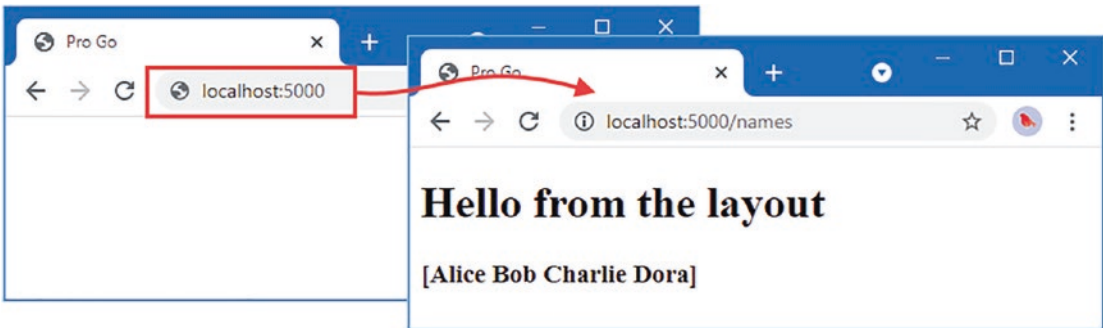 Pro Go
localhost:5000
Pro Go
localhost:5000/names
Hello from the layout
[Alice Bob Charlie Dora]